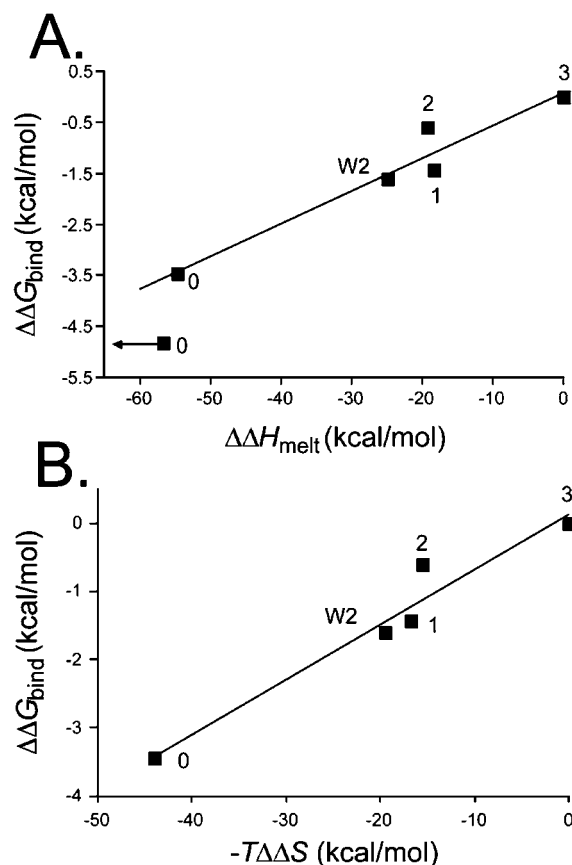 A.
0.5
-0.5
-1.5
-2.5
-3.5
-4.5
-5.5
ΔΔGbind (kcal/mol)
3
2
W2
1
0
0
-60 -50 -40 -30 -20 -10 0
ΔΔHmelt (kcal/mol)
B.
0
-1
-2
-3
-4
ΔΔGbind (kcal/mol)
3
2
W2
1
0
-50 -40 -30 -20 -10 0
-TΔΔS (kcal/mol)